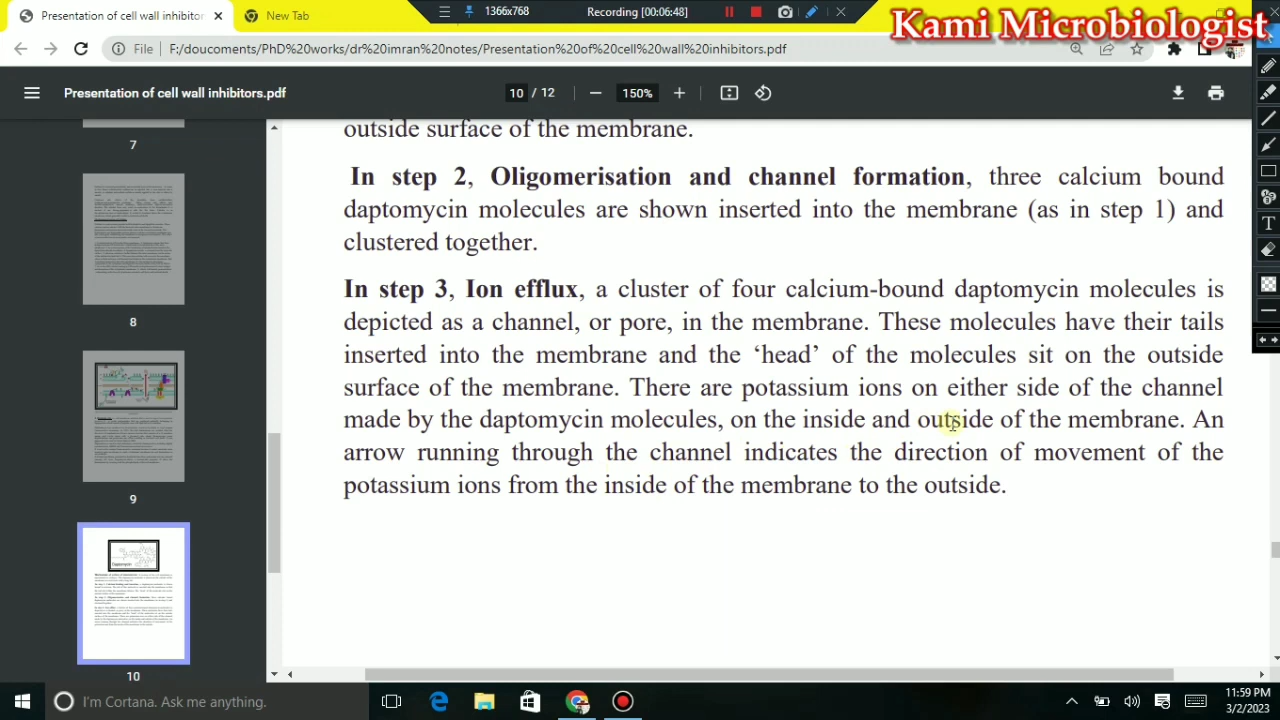 Presentation of cell wall inhibitor
New Tab
1366x768
Recording [00:06:48]
Kami Microbiologist
File
F:/doucoments/PhD%20works/dr%20imran%20notes/Presentation%20of%20cell%20wall%20inhibitors.pdf
Presentation of cell wall inhibitors.pdf
10 / 12
150%
7
8
9
10
outside surface of the membrane.
In step 2, Oligomerisation and channel formation, three calcium bound
daptomycin molecules are shown inserted into the membrane (as in step 1) and
clustered together.
In step 3, Ion efflux, a cluster of four calcium-bound daptomycin molecules is
depicted as a channel, or pore, in the membrane. These molecules have their tails
inserted into the membrane and the ‘head’ of the molecules sit on the outside
surface of the membrane. There are potassium ions on either side of the channel
made by the daptomycin molecules, on the inside and outside of the membrane. An
arrow running through the channel indicates the direction of movement of the
potassium ions from the inside of the membrane to the outside.
I'm Cortana. Ask me anything.
11:59 PM
3/2/2023